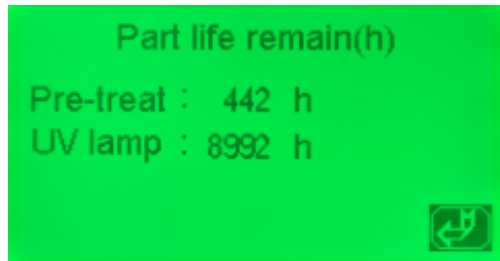 Part life remain(h)
Pre-treat : 442 h
UV lamp : 8992 h